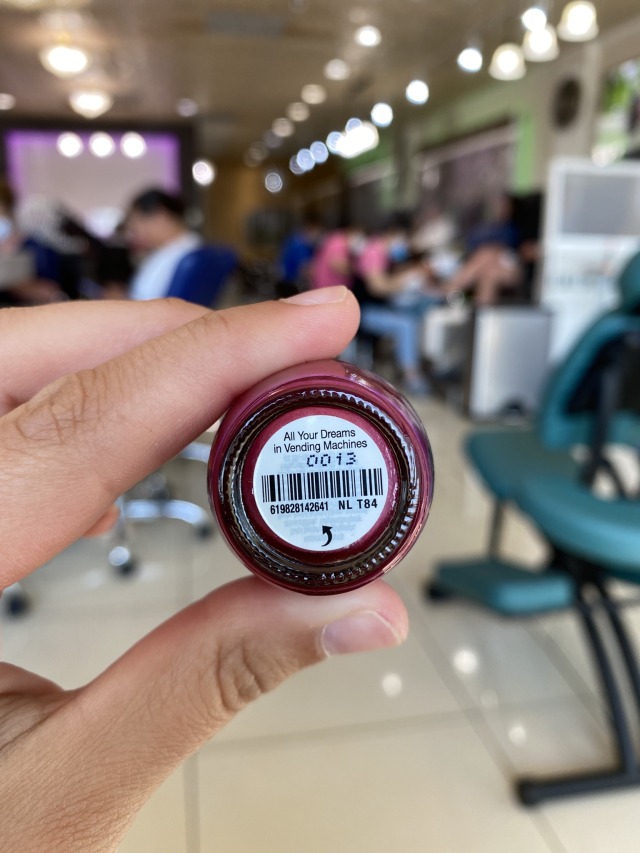 All Your Dreams
in Vending Machines
0013
619828142641 NL T84